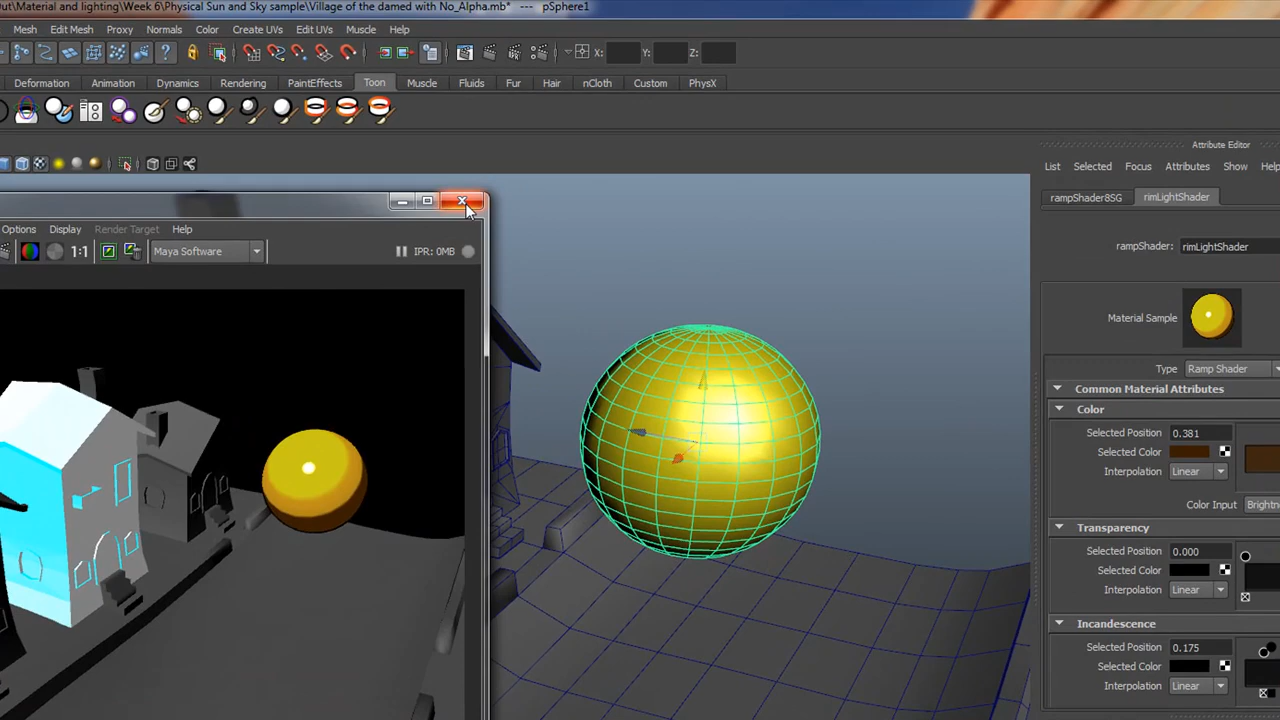 Out\Material and lighting\Week 6\Physical Sun and Sky sample\Village of the damed with No_Alpha.mb* --- pSphere1
Mesh Edit Mesh Proxy Normals Color Create UVs Edit UVs Muscle Help
X: Y: Z:
Deformation Animation Dynamics Rendering PaintEffects Toon Muscle Fluids Fur Hair nCloth Custom PhysX
Attribute Editor
List Selected Focus Attributes Show Help
rampShader8SG rimLightShader
Options Display Render Target Help
rampShader: rimLightShader
1:1 Maya Software IPR: 0MB
Material Sample
Type Ramp Shader
Common Material Attributes
Color
Selected Position 0.381
Selected Color
Interpolation Linear
Color Input Brightn
Transparency
Selected Position 0.000
Selected Color
Interpolation Linear
Incandescence
Selected Position 0.175
Selected Color
Interpolation Linear